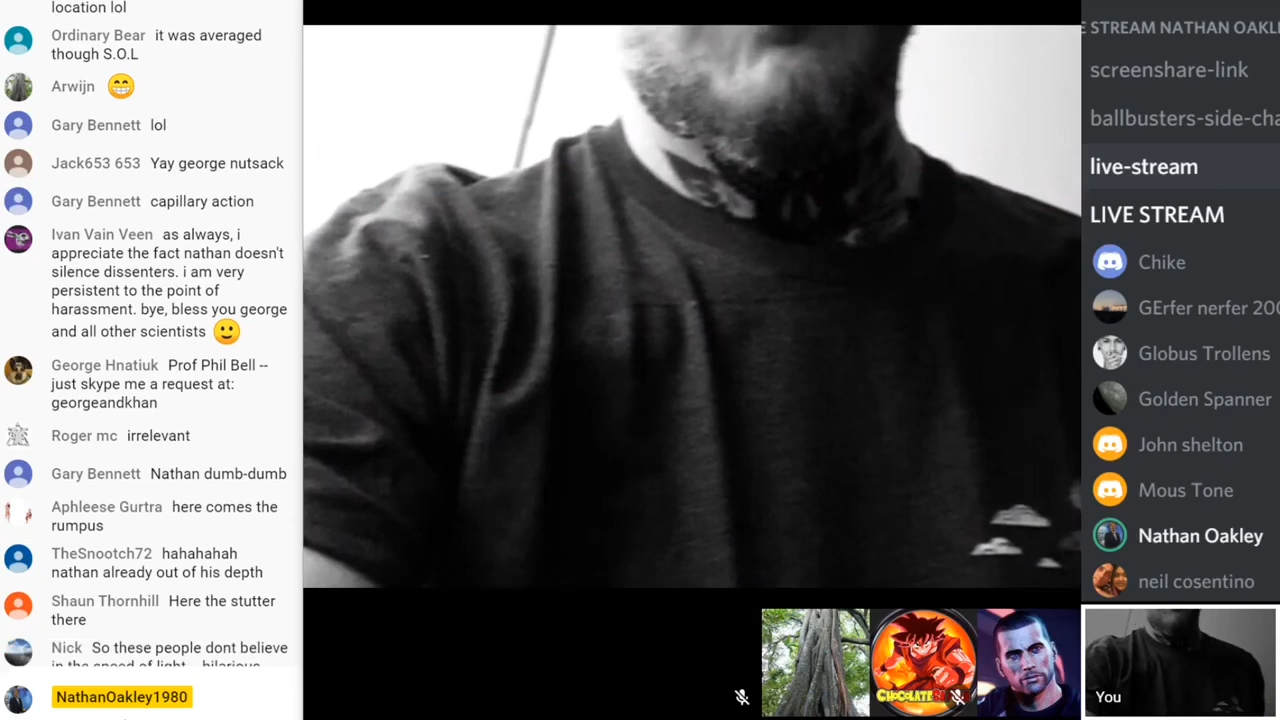 location lol
Ordinary Bear it was averaged
though S.O.L
Arwijn
Gary Bennett lol
Jack653 653 Yay george nutsack
Gary Bennett capillary action
Ivan Vain Veen as always, i
appreciate the fact nathan doesn't
silence dissenters. i am very
persistent to the point of
harassment. bye, bless you george
and all other scientists
George Hnatiuk Prof Phil Bell --
just skype me a request at:
georgeandkhan
Roger mc irrelevant
Gary Bennett Nathan dumb-dumb
Aphleese Gurtra here comes the
rumpus
TheSnootch72 hahahahah
nathan already out of his depth
Shaun Thornhill Here the stutter
there
Nick So these people dont believe
in the speed of light hilarious
NathanOakley1980
CHOCOLATE
You
E STREAM NATHAN OAKL
screenshare-link
ballbusters-side-cha
live-stream
LIVE STREAM
Chike
GErfer nerfer 200
Globus Trollens
Golden Spanner
John shelton
Mous Tone
Nathan Oakley
neil cosentino